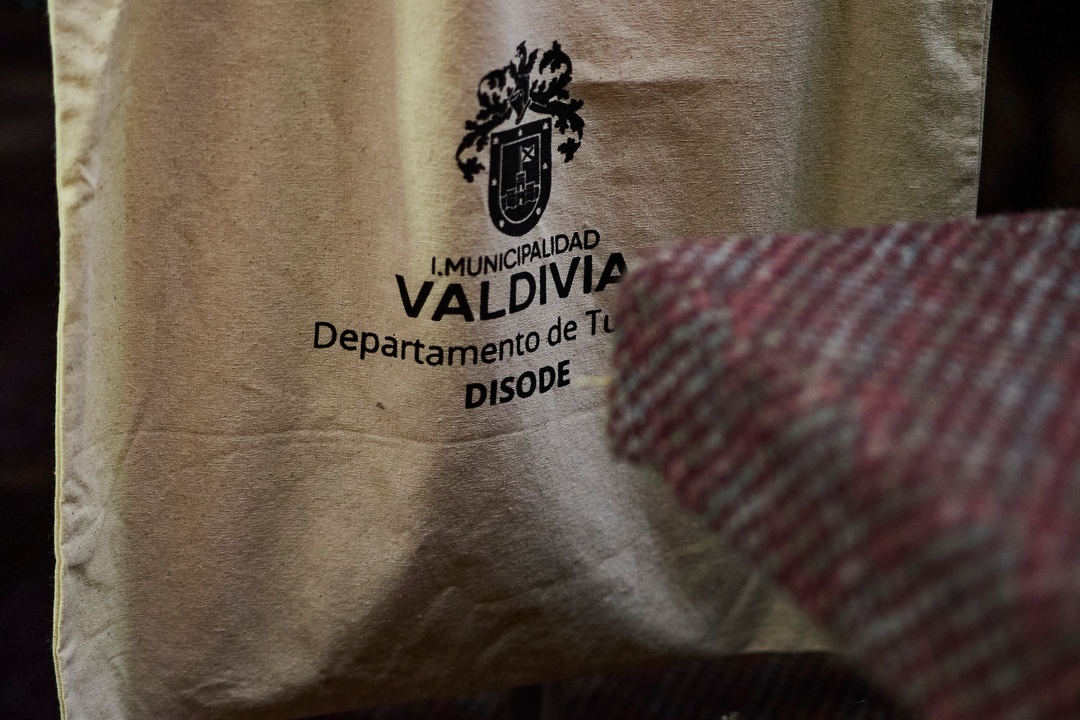 I.MUNICIPALIDAD
VALDIVIA
Departamento de
DISODE